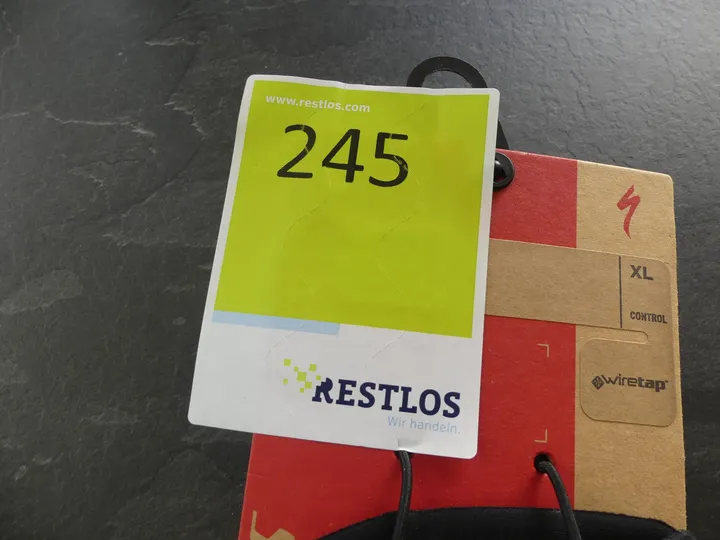 www.restlos.com
245
RESTLOS
Wir handeln.
XL
CONTROL
wiretap